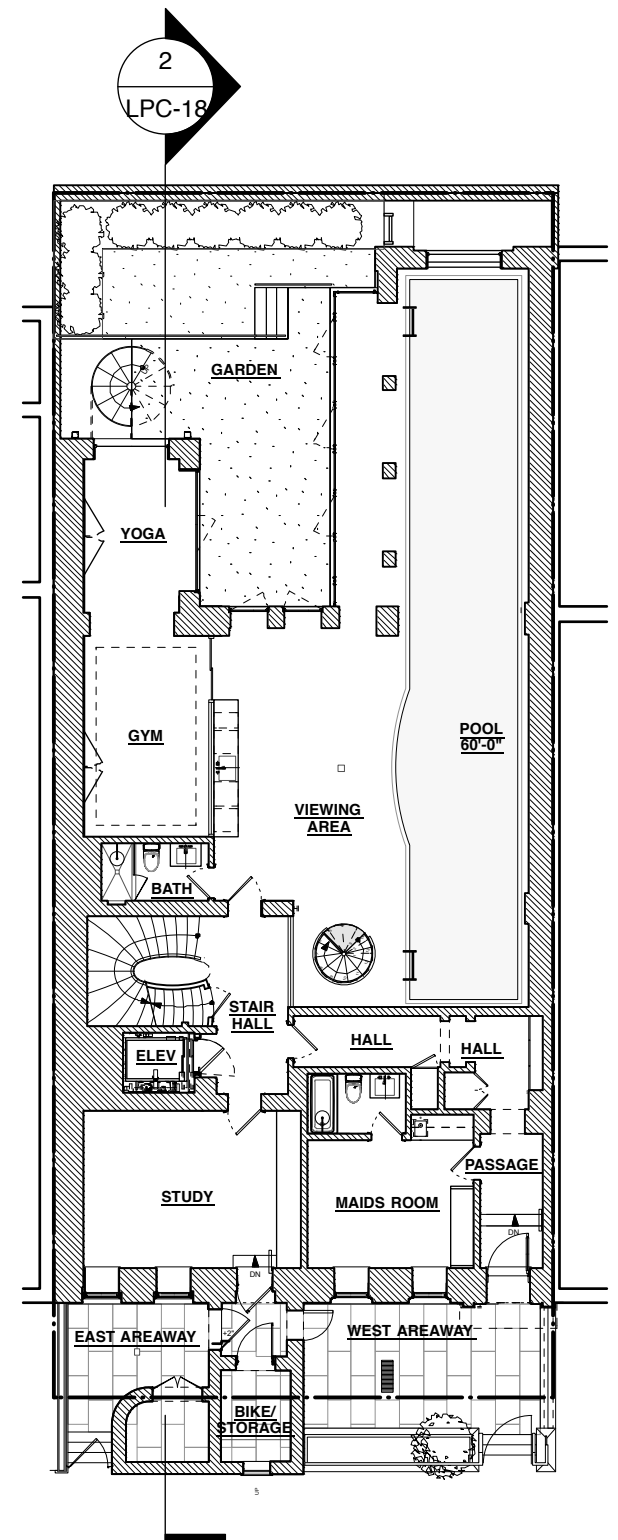 2
LPC-18
GARDEN
YOGA
GYM
POOL
60'-0"
VIEWING
AREA
BATH
STAIR
HALL
HALL
HALL
ELEV
PASSAGE
STUDY
MAIDS ROOM
DN
DN
EAST AREAWAY
+2"
WEST AREAWAY
BIKE/
STORAGE